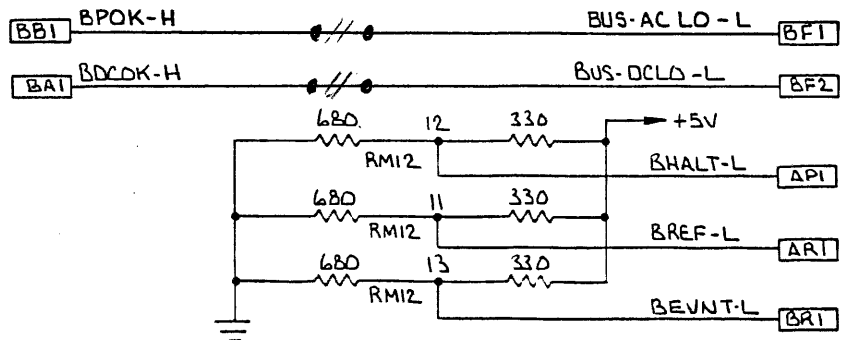 BB1 BPOK-H BUS-AC LO-L BF1
BA1 BDCOK-H BUS-DCLO-L BF2
680 12 330 +5V
RM12 BHALT-L AP1
680 11 330
RM12 BREF-L AR1
680 13 330
RM12 BEVNT-L BR1